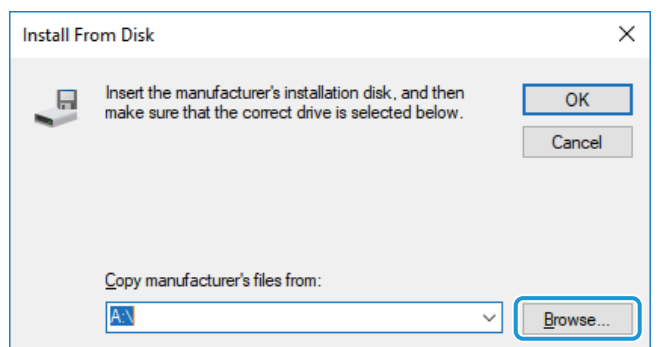 Install From Disk
Insert the manufacturer's installation disk, and then
make sure that the correct drive is selected below.
OK
Cancel
Copy manufacturer's files from:
A:\
Browse...